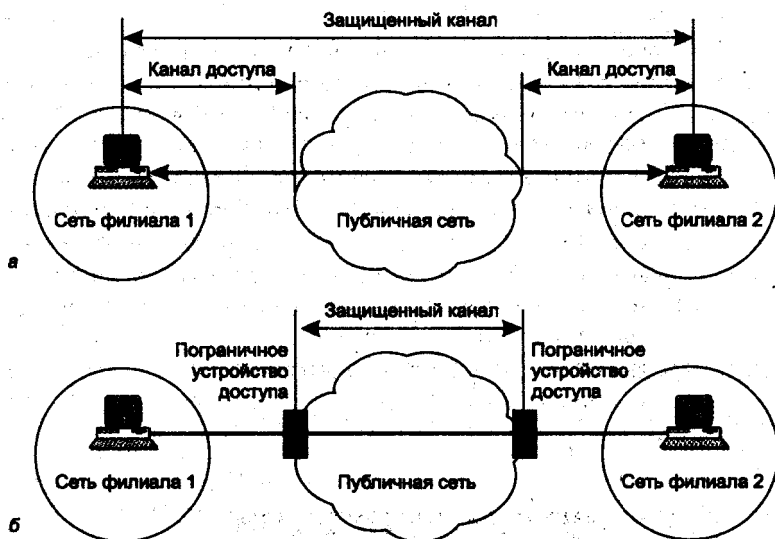 Защищенный канал
Канал доступа
Канал доступа
Сеть филиала 1
Публичная сеть
Сеть филиала 2
а
Защищенный канал
Пограничное
устройство
доступа
Пограничное
устройство
доступа
Сеть филиала 1
Публичная сеть
Сеть филиала 2
б